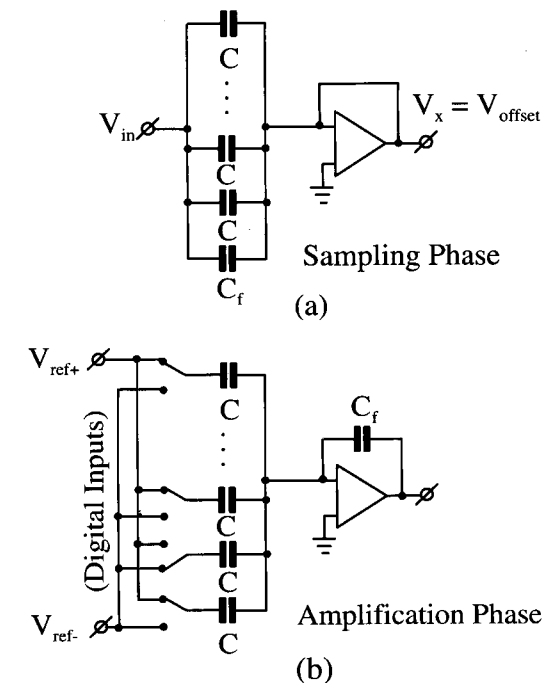 C
V_in
V_x = V_offset
C
C
C_f
Sampling Phase
(a)
V_ref+
C
C_f
(Digital Inputs)
C
C
V_ref-
C
Amplification Phase
(b)